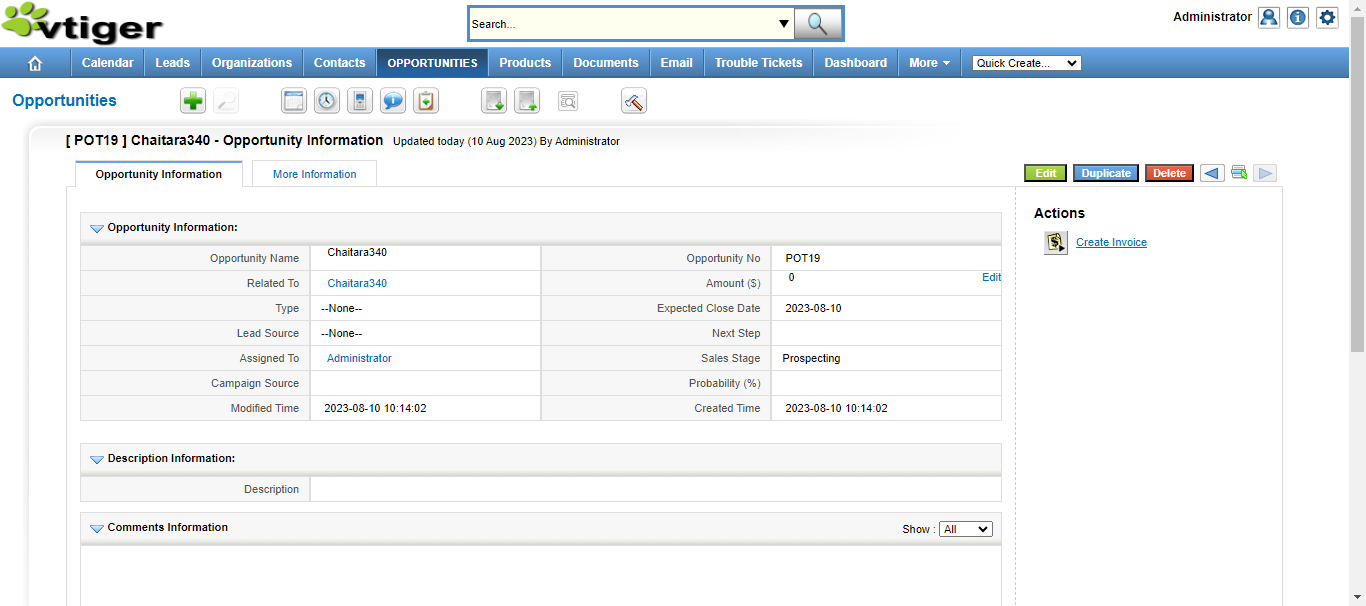 vtiger
Search...
Administrator
Calendar Leads Organizations Contacts OPPORTUNITIES Products Documents Email Trouble Tickets Dashboard More Quick Create...
Opportunities
[ POT19 ] Chaitara340 - Opportunity Information Updated today (10 Aug 2023) By Administrator
Opportunity Information More Information
Edit Duplicate Delete
Opportunity Information:
Opportunity Name Chaitara340 Opportunity No POT19
Related To Chaitara340 Amount ($) 0 Edit
Type --None-- Expected Close Date 2023-08-10
Lead Source --None-- Next Step
Assigned To Administrator Sales Stage Prospecting
Campaign Source Probability (%)
Modified Time 2023-08-10 10:14:02 Created Time 2023-08-10 10:14:02
Description Information:
Description
Comments Information Show : All
Actions
Create Invoice